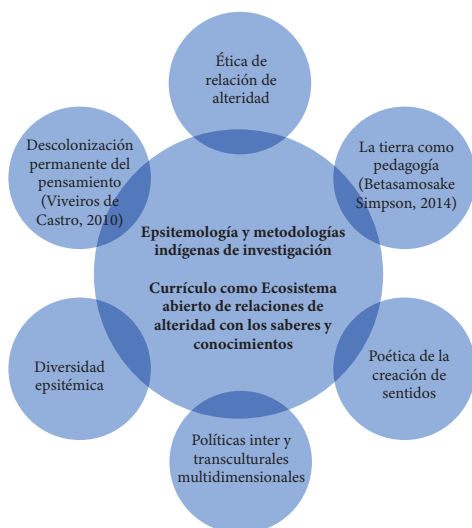 Ética de
relación de
alteridad
Descolonización
permanente del
pensamiento
(Viveiros de
Castro, 2010)
La tierra como
pedagogía
(Betasamosake
Simpson, 2014)
Epsitemología y metodologías
indígenas de investigación
Currículo como Ecosistema
abierto de relaciones de
alteridad con los saberes y
conocimientos
Diversidad
epsitémica
Poética de la
creación de
sentidos
Políticas inter y
transculturales
multidimensionales